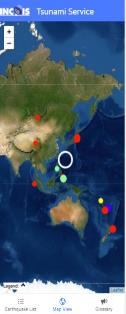 INCOIS Tsunami Service
+
−
Legend:
Leaflet
Earthquake List Map View Glossary